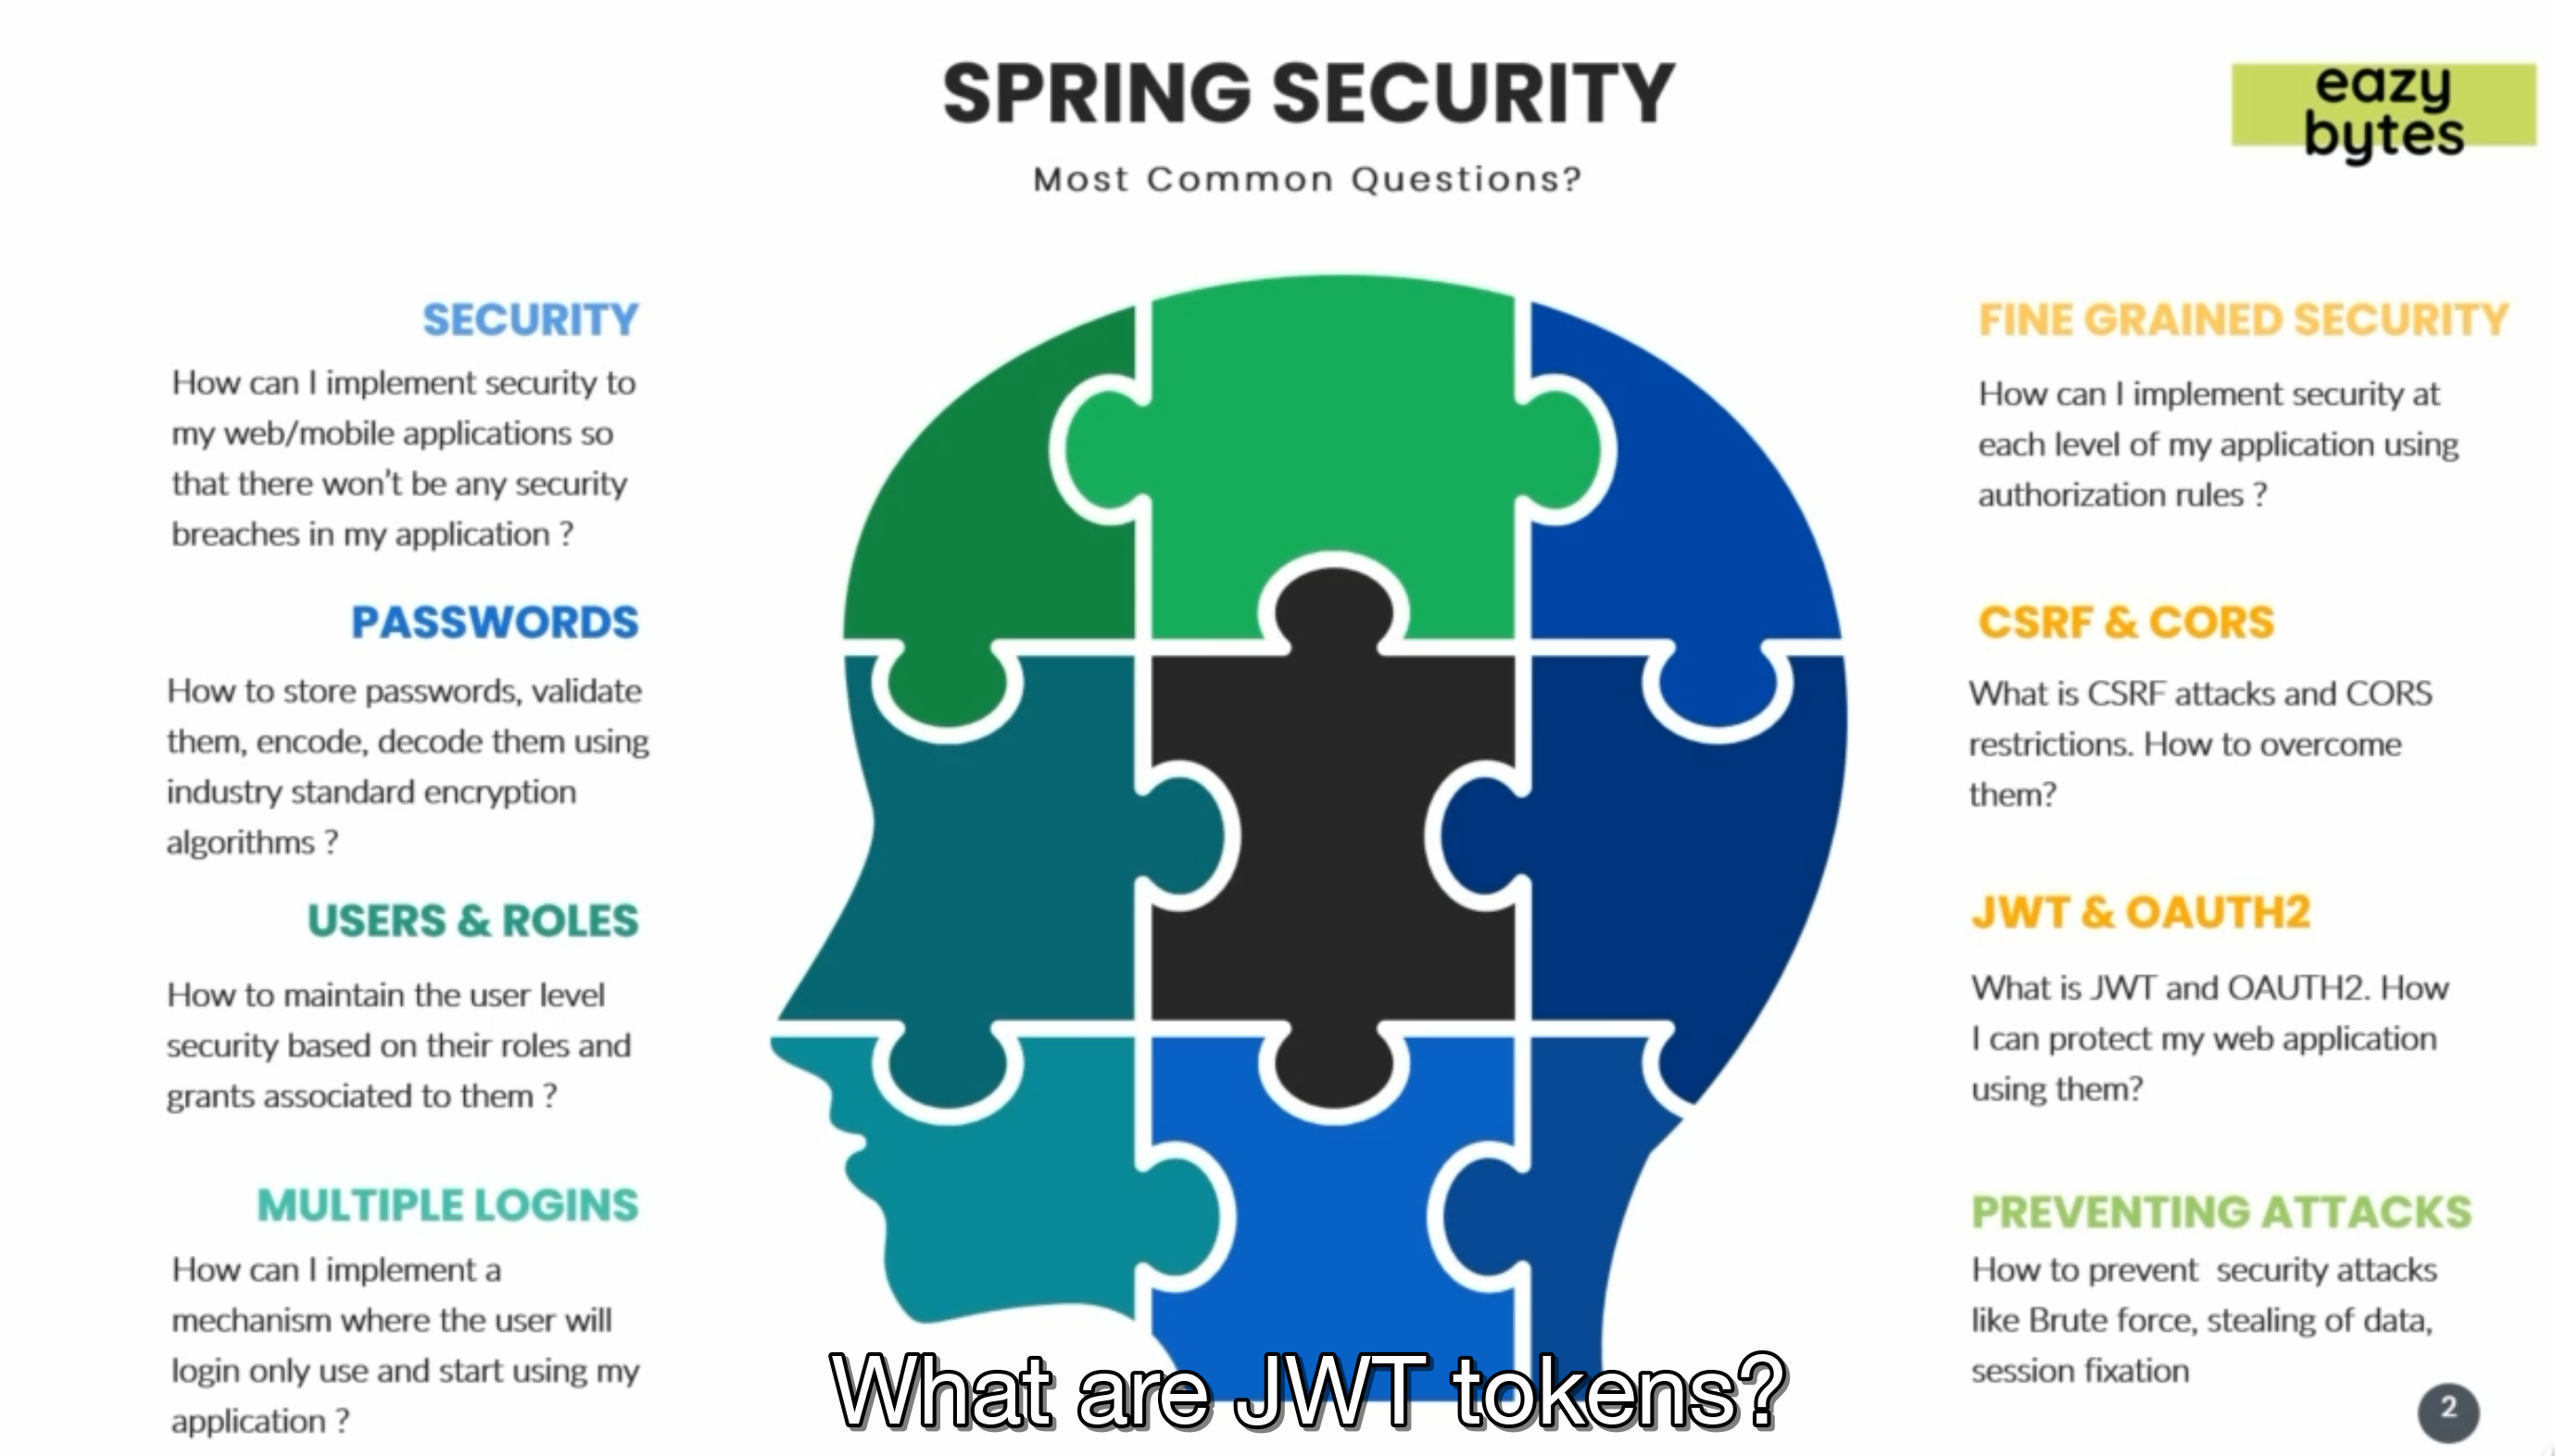 SPRING SECURITY
Most Common Questions?
eazy
bytes
SECURITY
How can I implement security to
my web/mobile applications so
that there won't be any security
breaches in my application ?
PASSWORDS
How to store passwords, validate
them, encode, decode them using
industry standard encryption
algorithms ?
USERS & ROLES
How to maintain the user level
security based on their roles and
grants associated to them ?
MULTIPLE LOGINS
How can I implement a
mechanism where the user will
login only use and start using my
application ?
FINE GRAINED SECURITY
How can I implement security at
each level of my application using
authorization rules ?
CSRF & CORS
What is CSRF attacks and CORS
restrictions. How to overcome
them?
JWT & OAUTH2
What is JWT and OAUTH2. How
I can protect my web application
using them?
PREVENTING ATTACKS
How to prevent  security attacks
like Brute force, stealing of data,
session fixation
What are JWT tokens?
2